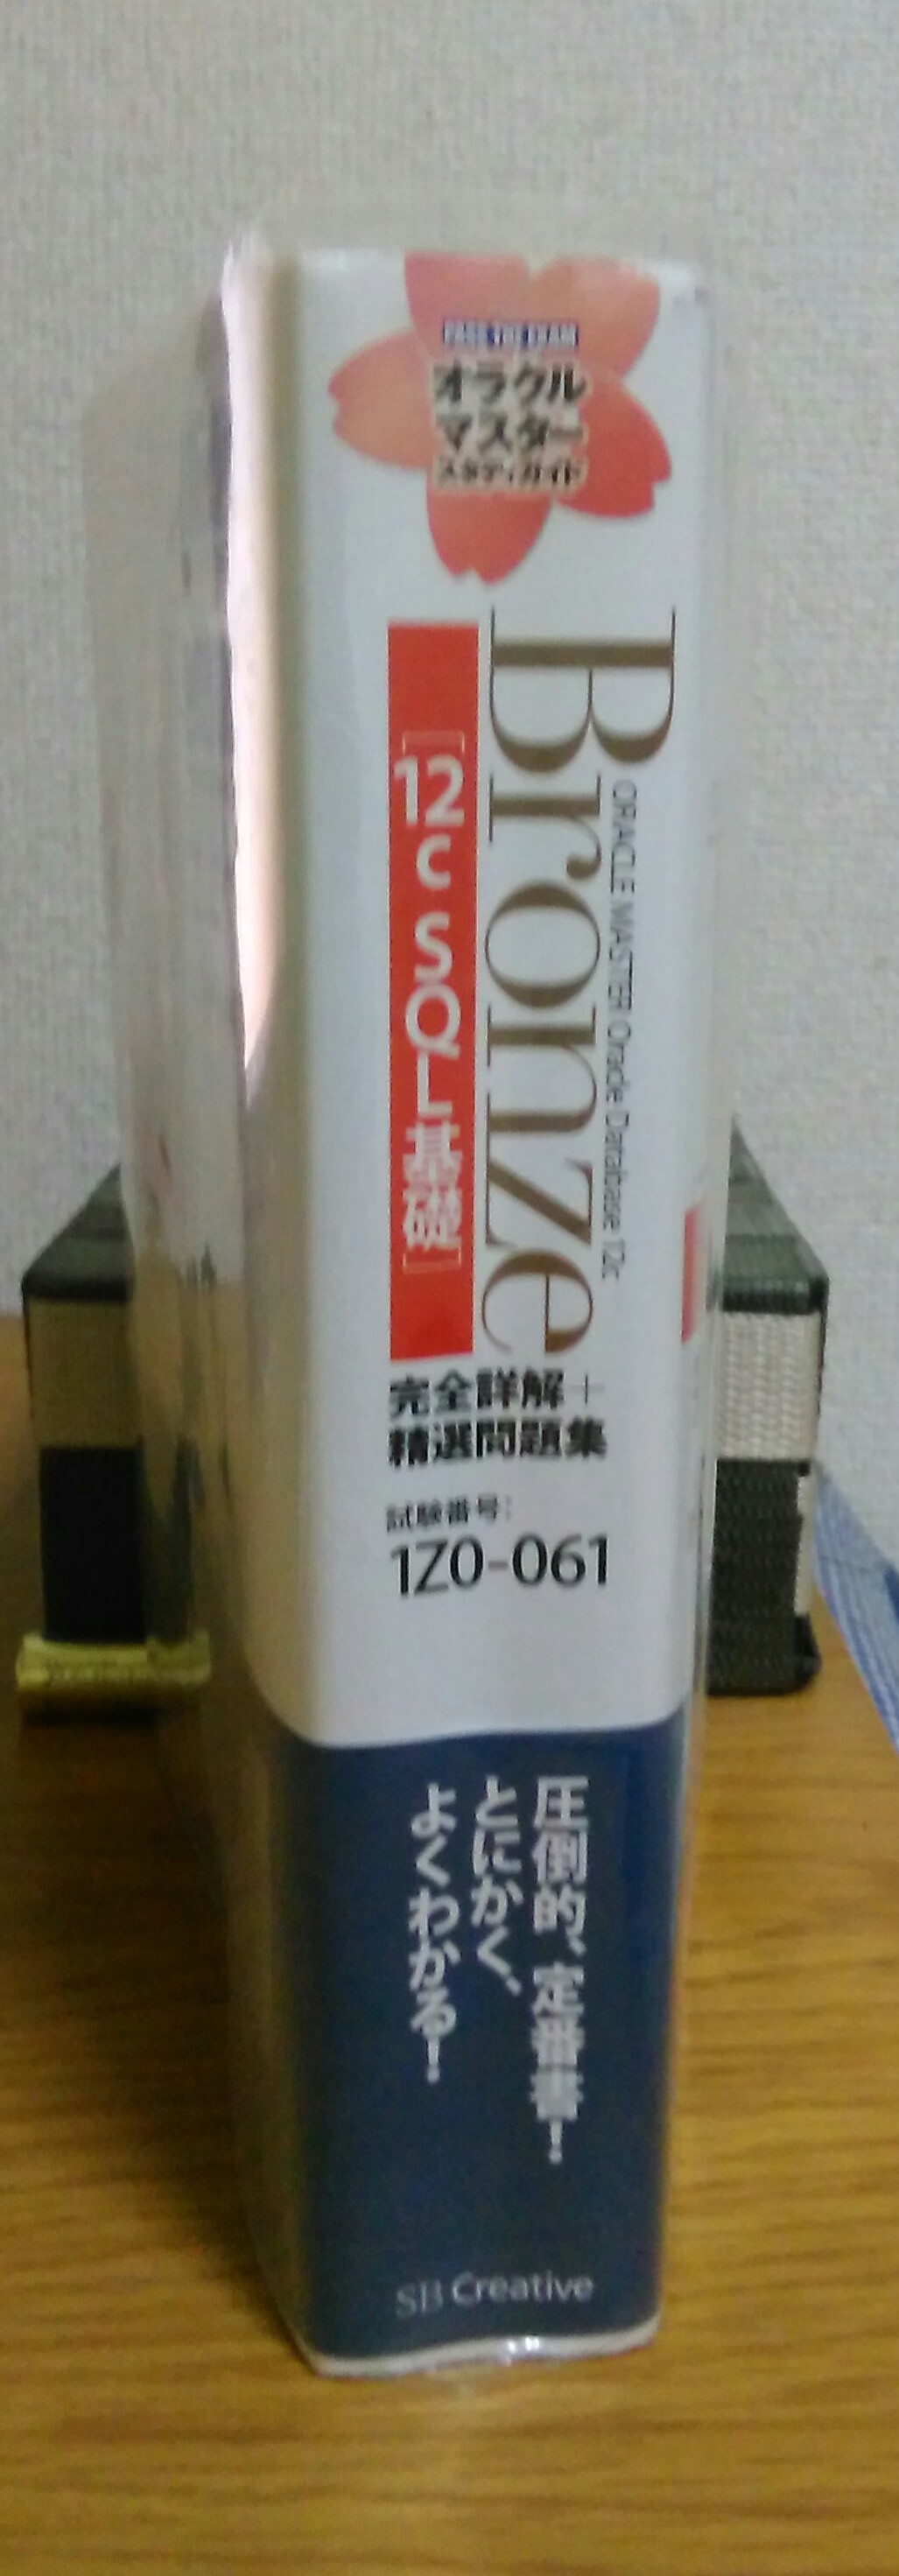 PASS THE EXAM
オラクル
マスター
スタディガイド
Bronze
ORACLE MASTER Oracle Database 12c
[12c SQL基礎]
完全詳解+
精選問題集
試験番号:
1Z0-061
圧倒的、定番書!
とにかく、
よくわかる!
SB Creative